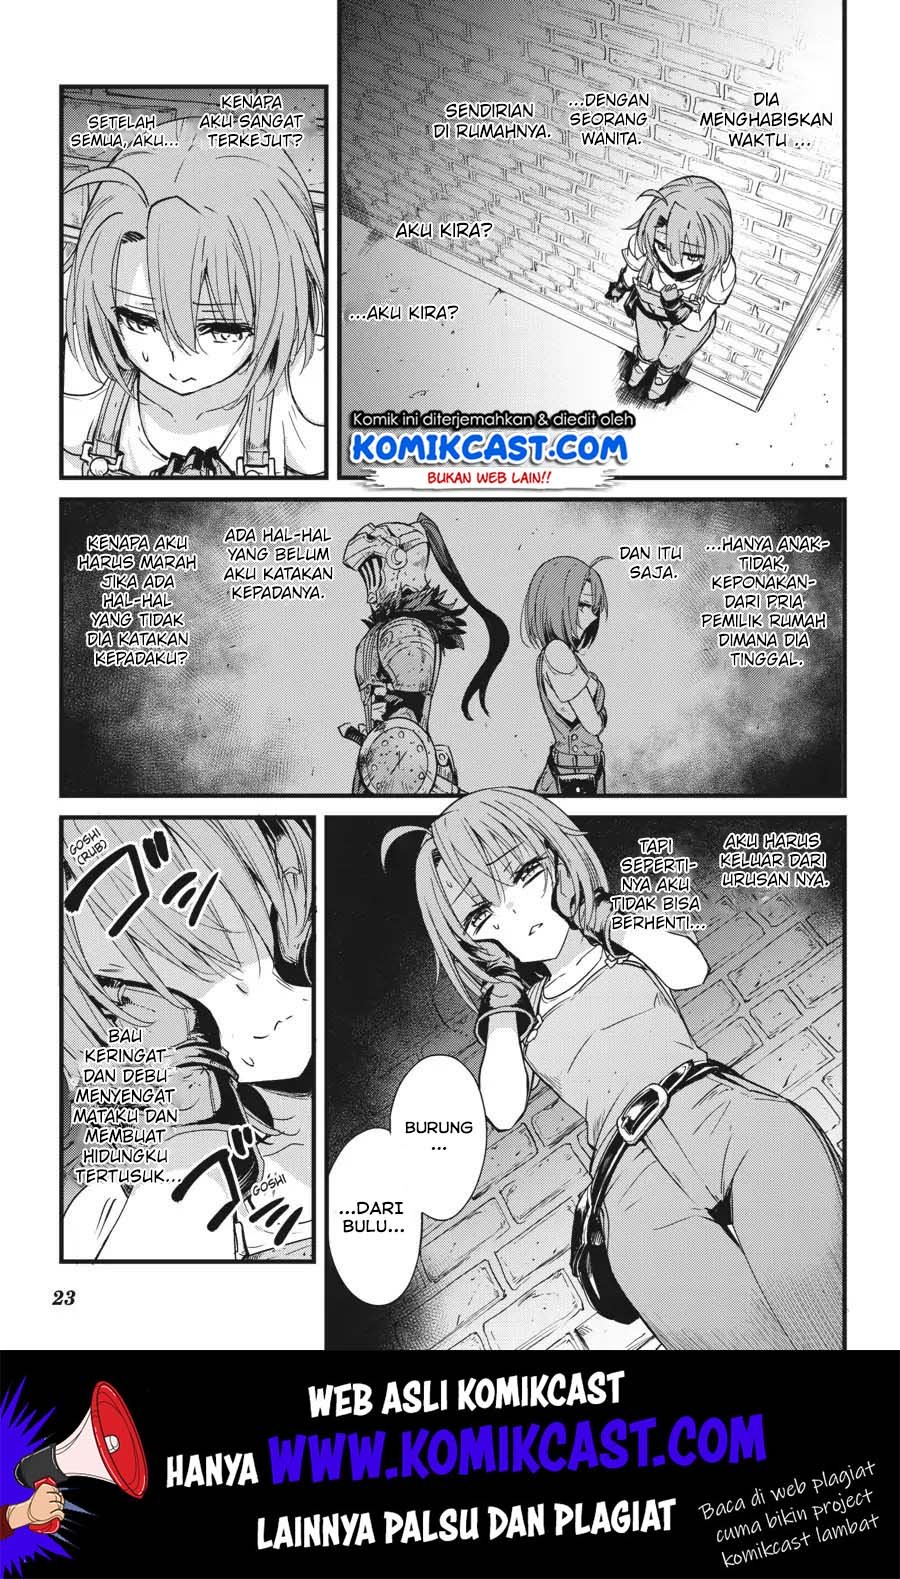 DIA
MENGHABISKAN
WAKTU ...
...DENGAN
SEORANG
WANITA.
SENDIRIAN
DI RUMAHNYA.
AKU KIRA?
...AKU KIRA?
KENAPA
AKU SANGAT
TERKEJUT?
SETELAH
SEMUA, AKU...
Komik ini diterjemahkan & diedit oleh
KOMIKCAST.COM
BUKAN WEB LAIN!!
...HANYA ANAK-
TIDAK,
KEPONAKAN-
DARI PRIA
PEMILIK RUMAH
DIMANA DIA
TINGGAL.
DAN ITU
SAJA.
ADA HAL-HAL
YANG BELUM
AKU KATAKAN
KEPADANYA.
KENAPA AKU
HARUS MARAH
JIKA ADA
HAL-HAL
YANG TIDAK
DIA KATAKAN
KEPADAKU?
AKU HARUS
KELUAR DARI
URUSAN NYA.
TAPI
SEPERTI-
NYA AKU
TIDAK BISA
BERHENTI...
BURUNG
...
...DARI
BULU...
ゴシ
GOSHI
(RUB)
BAU
KERINGAT
DAN DEBU
MENYENGAT
MATAKU DAN
MEMBUAT
HIDUNGKU
TERTUSUK...
ゴシ
GOSHI
23
WEB ASLI KOMIKCAST
HANYA WWW.KOMIKCAST.COM
LAINNYA PALSU DAN PLAGIAT
Baca di web plagiat
cuma bikin project
komikcast lambat